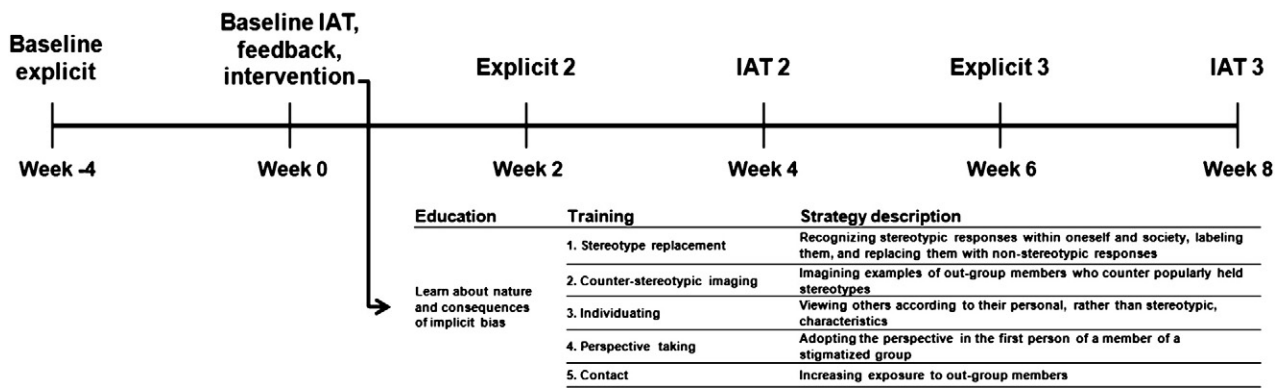 Baseline explicit
Baseline IAT, feedback, intervention
Explicit 2
IAT 2
Explicit 3
IAT 3
Week -4
Week 0
Week 2
Week 4
Week 6
Week 8
Education
Training
Strategy description
Learn about nature
and consequences
of implicit bias
1. Stereotype replacement
Recognizing stereotypic responses within oneself and society, labeling
them, and replacing them with non-stereotypic responses
2. Counter-stereotypic imaging
Imagining examples of out-group members who counter popularly held
stereotypes
3. Individuating
Viewing others according to their personal, rather than stereotypic,
characteristics
4. Perspective taking
Adopting the perspective in the first person of a member of a
stigmatized group
5. Contact
Increasing exposure to out-group members